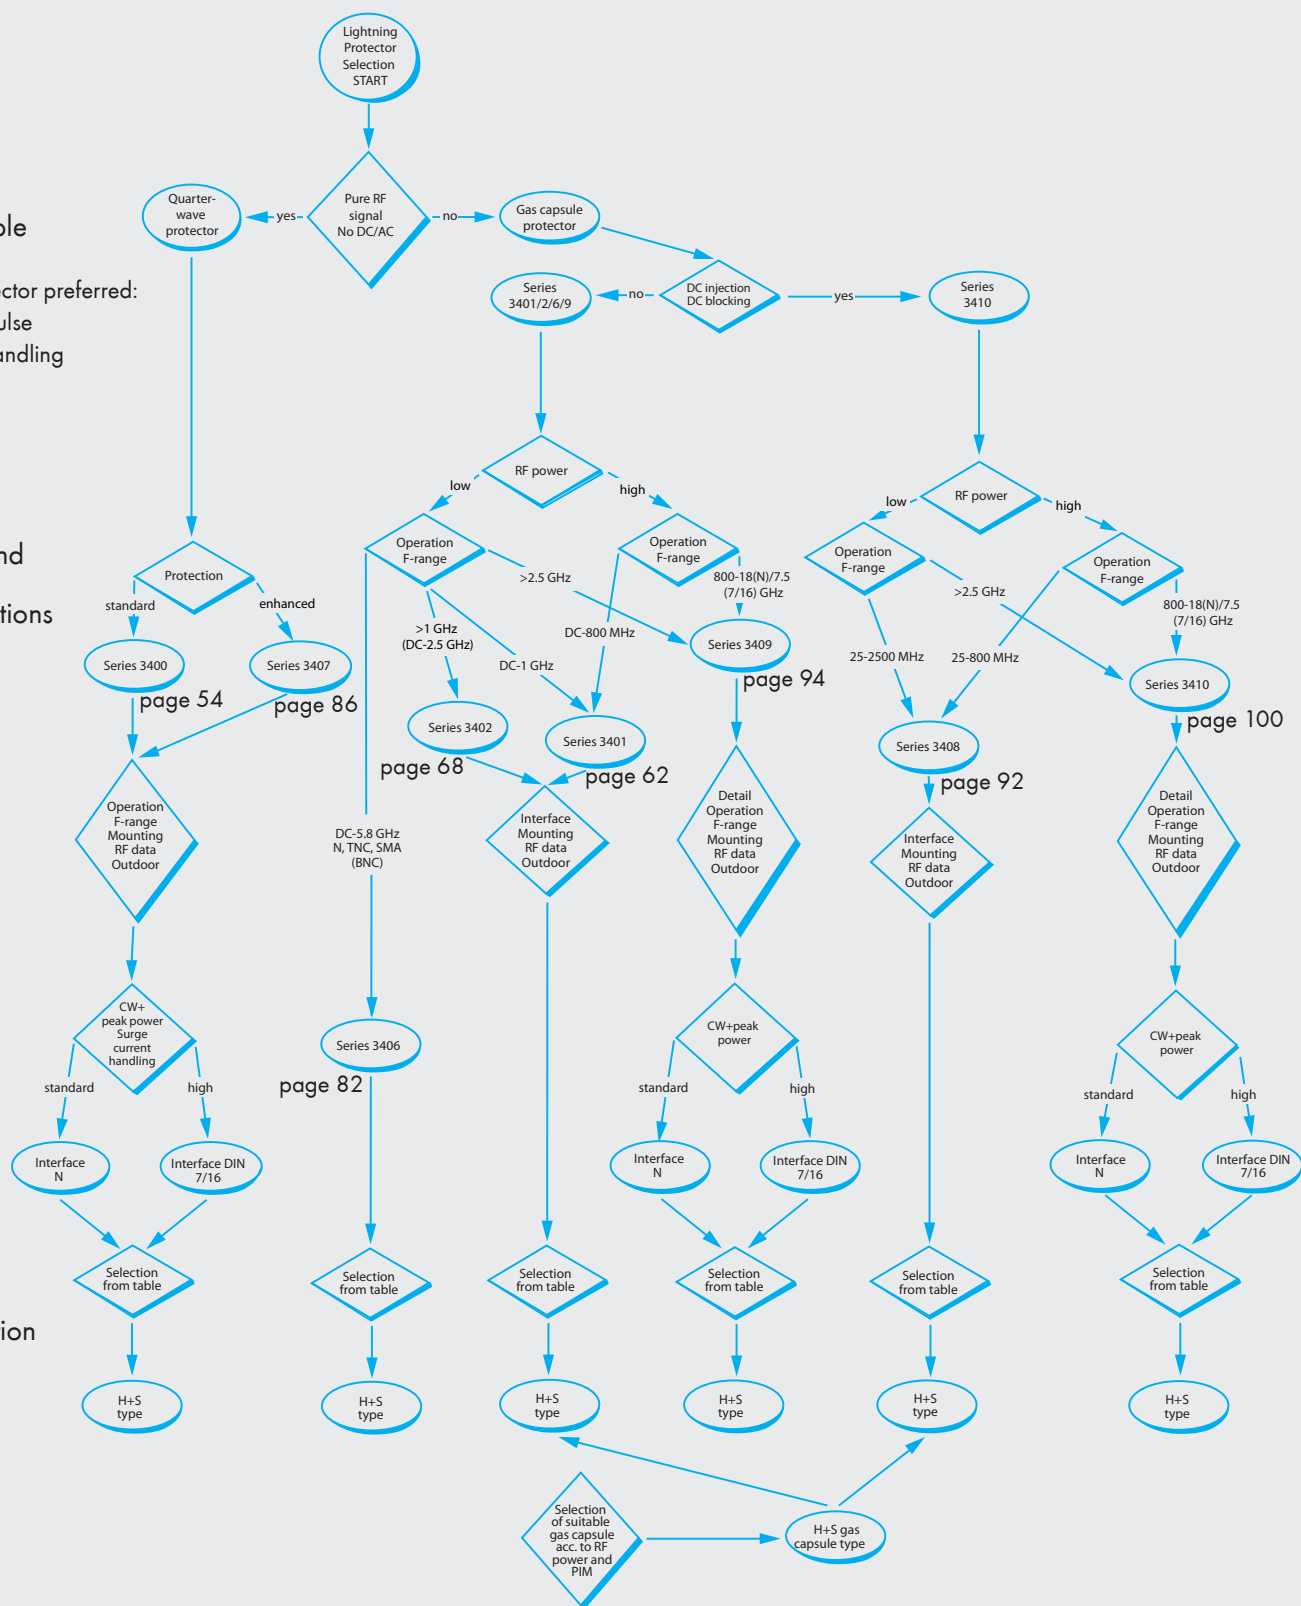 Lightning
Protector
Selection
START
Quarter-
wave
protector
yes
Pure RF
signal
No DC/AC
no
Gas capsule
protector
ble
ctor preferred:
ulse
andling
Series
3401/2/6/9
no
DC injection
DC blocking
yes
Series
3410
RF power
low
high
RF power
low
high
Operation
F-range
Operation
F-range
Operation
F-range
Operation
F-range
nd
tions
Protection
standard
enhanced
>2.5 GHz
800-18(N)/7.5
(7/16) GHz
>2.5 GHz
800-18(N)/7.5
(7/16) GHz
>1 GHz
(DC-2.5 GHz)
DC-1 GHz
DC-800 MHz
25-2500 MHz
25-800 MHz
Series 3400
page 54
Series 3407
page 86
Series 3409
page 94
Series 3410
page 100
Series 3402
page 68
Series 3401
page 62
Series 3408
page 92
Operation
F-range
Mounting
RF data
Outdoor
DC-5.8 GHz
N, TNC, SMA
(BNC)
Interface
Mounting
RF data
Outdoor
Detail
Operation
F-range
Mounting
RF data
Outdoor
Interface
Mounting
RF data
Outdoor
Detail
Operation
F-range
Mounting
RF data
Outdoor
CW+
peak power
Surge
current
handling
standard
high
Series 3406
page 82
CW+peak
power
standard
high
CW+peak
power
standard
high
Interface
N
Interface DIN
7/16
Interface
N
Interface DIN
7/16
Interface
N
Interface DIN
7/16
Selection
from table
Selection
from table
Selection
from table
Selection
from table
Selection
from table
Selection
from table
tion
H+S
type
H+S
type
H+S
type
H+S
type
H+S
type
H+S
type
Selection
of suitable
gas capsule
acc. to RF
power and
PIM
H+S gas
capsule type